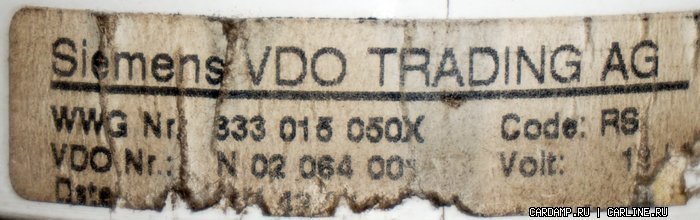 Siemens VDO TRADING AG
WWG Nr. 333 015 050X Code: RS
VDO Nr.: N 02 064 00 Volt:
Date
CARDAMP.RU | CARLINE.RU